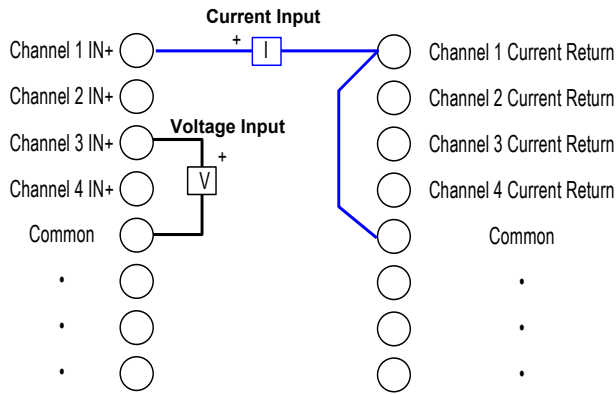 Current Input
Channel 1 IN+
+
I
Channel 1 Current Return
Channel 2 IN+
Channel 2 Current Return
Voltage Input
Channel 3 IN+
Channel 3 Current Return
+
V
Channel 4 IN+
Channel 4 Current Return
Common
Common